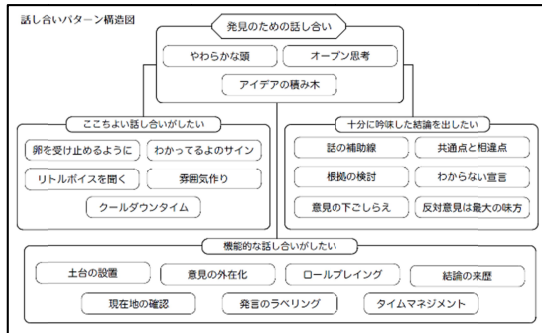 話し合いパターン構造図
発見のための話し合い
やわらかな頭
オープン思考
アイデアの積み木
ここちよい話し合いがしたい
卵を受け止めるように
わかってるよのサイン
リトルボイスを聞く
雰囲気作り
クールダウンタイム
十分に吟味した結論を出したい
話の補助線
共通点と相違点
根拠の検討
わからない宣言
意見の下ごしらえ
反対意見は最大の味方
機能的な話し合いがしたい
土台の設置
意見の外在化
ロールプレイング
結論の来歴
現在地の確認
発言のラベリング
タイムマネジメント